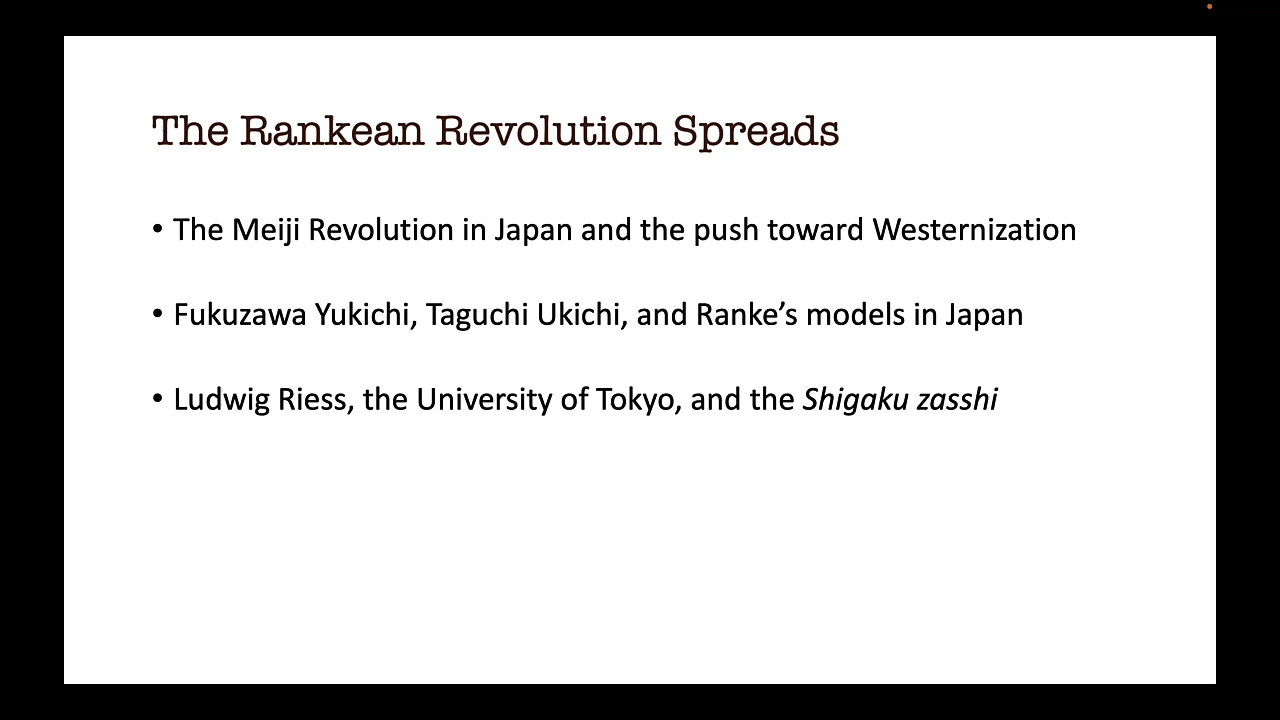 The Rankean Revolution Spreads
• The Meiji Revolution in Japan and the push toward Westernization
• Fukuzawa Yukichi, Taguchi Ukichi, and Ranke’s models in Japan
• Ludwig Riess, the University of Tokyo, and the Shigaku zasshi